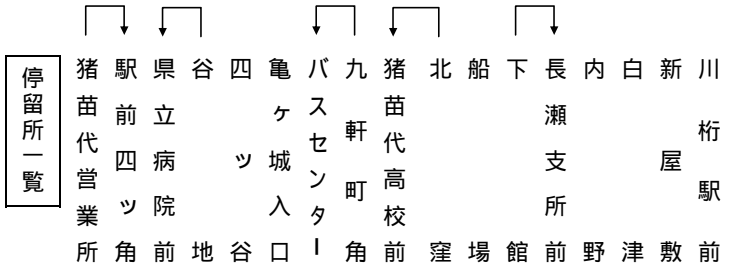 停留所一覧
猪苗代営業所
駅前四ッ角
県立病院前
谷地
四ッ谷
亀ヶ城入口
バスセンター
九軒町角
猪苗代高校前
北窪
船場
下館
長瀬支所前
内野
白津
新屋敷
川桁駅前